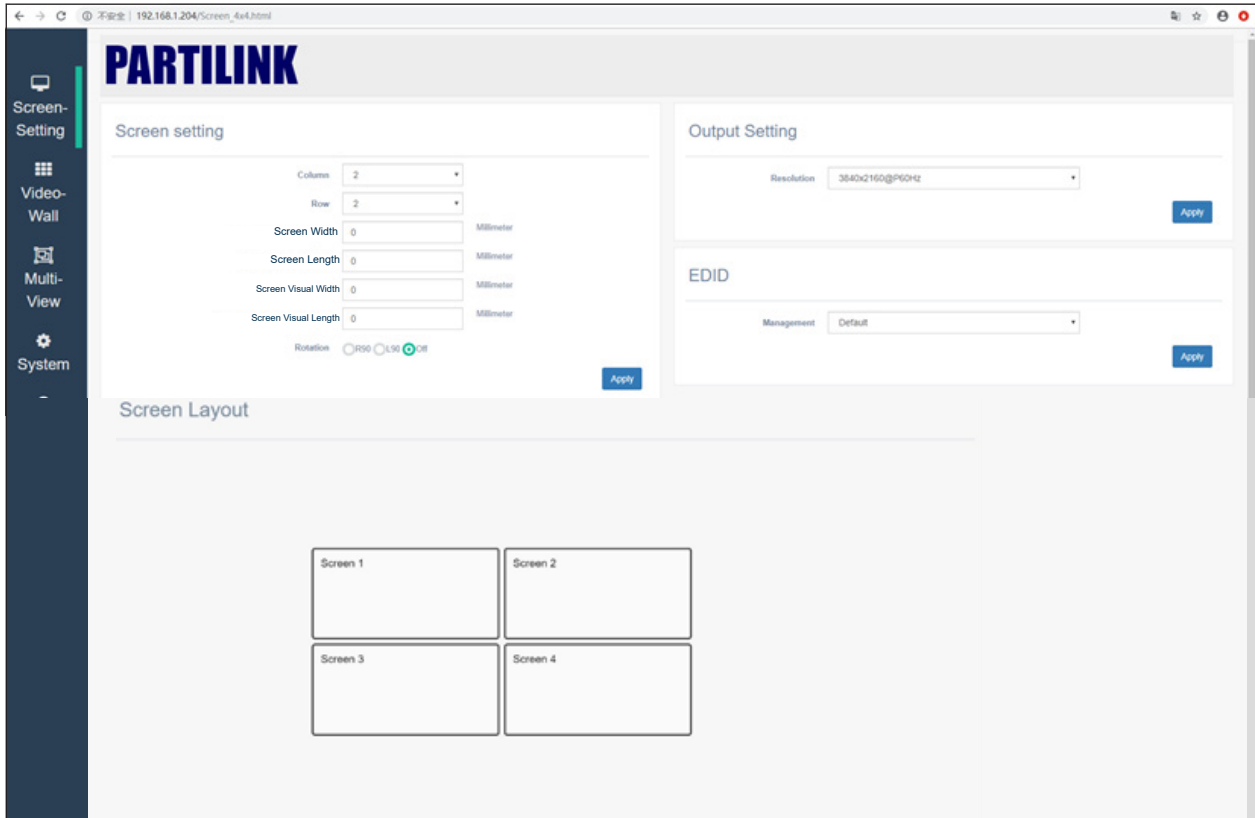 不安全 | 192.168.1.204/Screen_4x4.html
PARTILINK
Screen-
Setting
Video-
Wall
Multi-
View
System
Screen setting
Column 2
Row 2
Screen Width 0 Millimeter
Screen Length 0 Millimeter
Screen Visual Width 0 Millimeter
Screen Visual Length 0 Millimeter
Rotation R90 L90 Off
Apply
Output Setting
Resolution 3840x2160@P60Hz
Apply
EDID
Management Default
Apply
Screen Layout
Screen 1 Screen 2
Screen 3 Screen 4